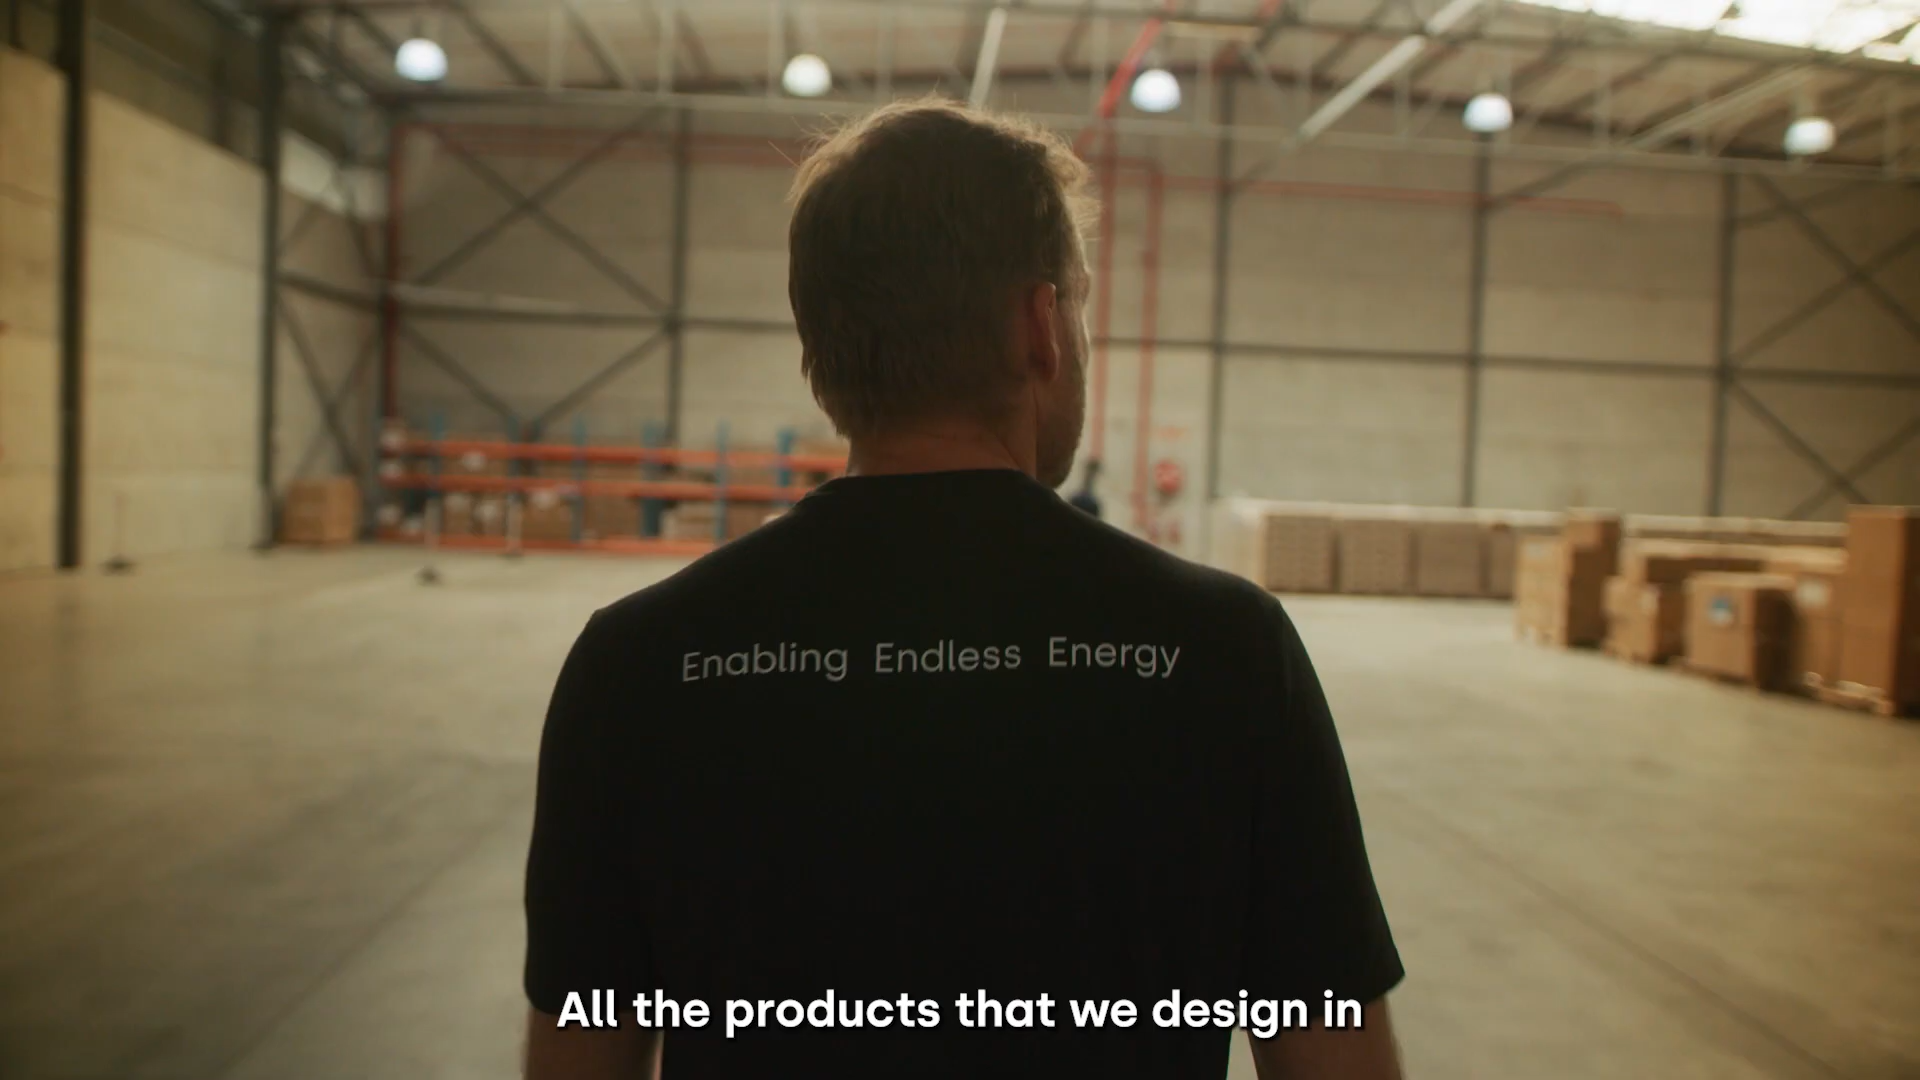 Enabling Endless Energy
All the products that we design in